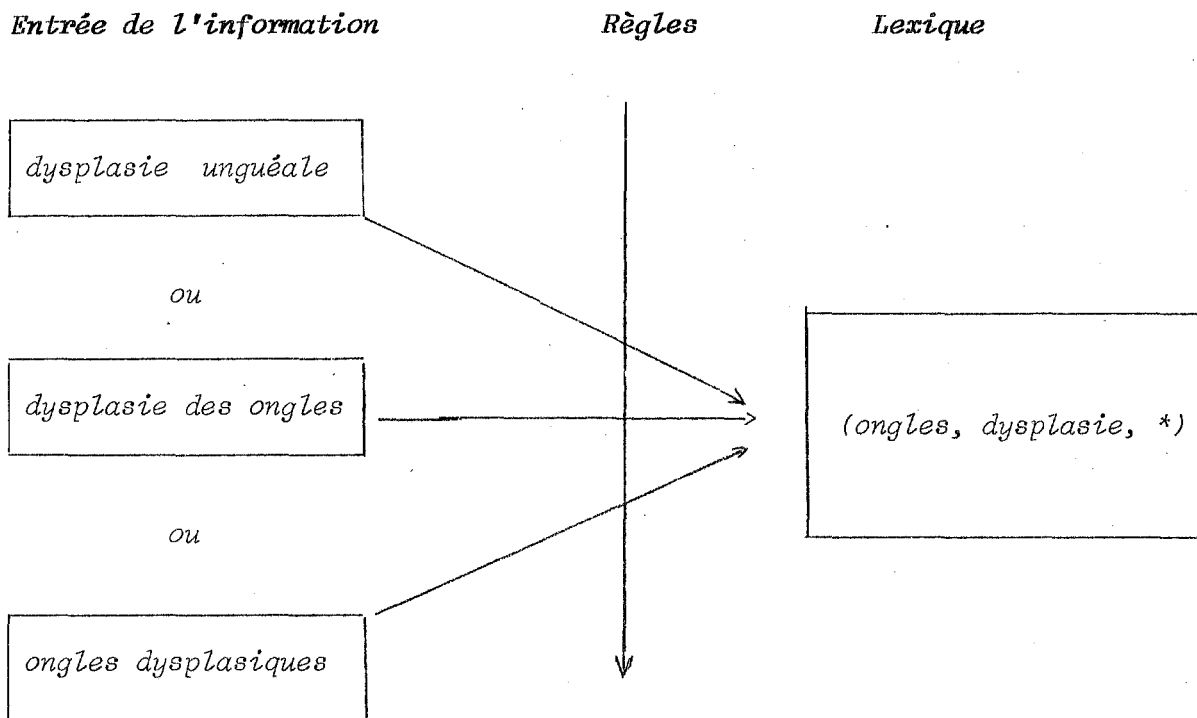 Entrée de l'information Règles Lexique
dysplasie unguéale
ou
dysplasie des ongles
(ongles, dysplasie, *)
ou
ongles dysplasiques